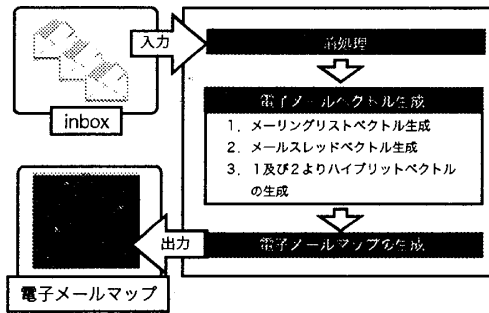 入力
前処理
inbox
電子メールベクトル生成
1．メーリングリストベクトル生成
2．メールスレッドベクトル生成
3．1及び2よりハイブリットベクトル
の生成
出力
電子メールマップの生成
電子メールマップ